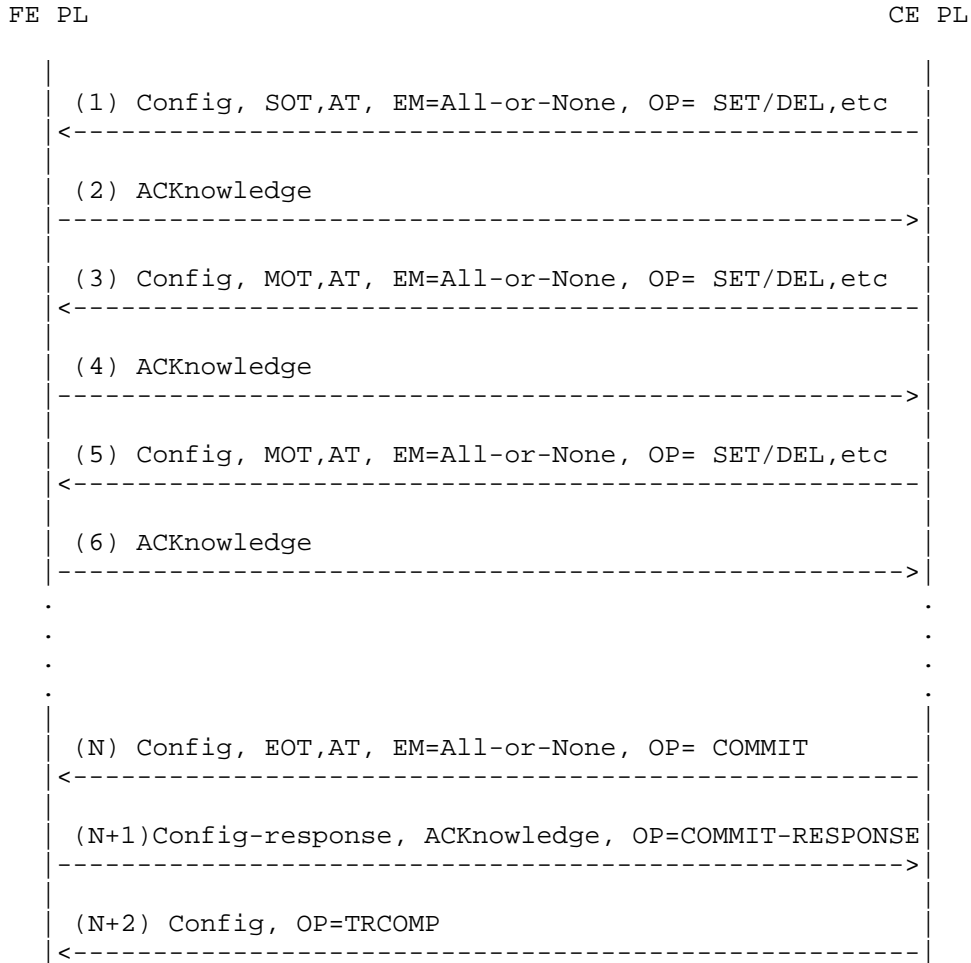 FE PL CE PL
(1) Config, SOT,AT, EM=All-or-None, OP= SET/DEL,etc
(2) ACKnowledge
(3) Config, MOT,AT, EM=All-or-None, OP= SET/DEL,etc
(4) ACKnowledge
(5) Config, MOT,AT, EM=All-or-None, OP= SET/DEL,etc
(6) ACKnowledge
(N) Config, EOT,AT, EM=All-or-None, OP= COMMIT
(N+1)Config-response, ACKnowledge, OP=COMMIT-RESPONSE
(N+2) Config, OP=TRCOMP